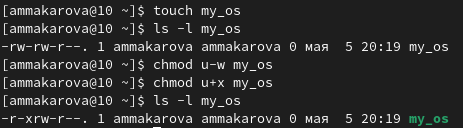 [ammakarova@10 ~]$ touch my_os
[ammakarova@10 ~]$ ls -l my_os
-rw-rw-r--. 1 ammakarova ammakarova 0 мая  5 20:19 my_os
[ammakarova@10 ~]$ chmod u-w my_os
[ammakarova@10 ~]$ chmod u+x my_os
[ammakarova@10 ~]$ ls -l my_os
-r-xrw-r--. 1 ammakarova ammakarova 0 мая  5 20:19 my_os